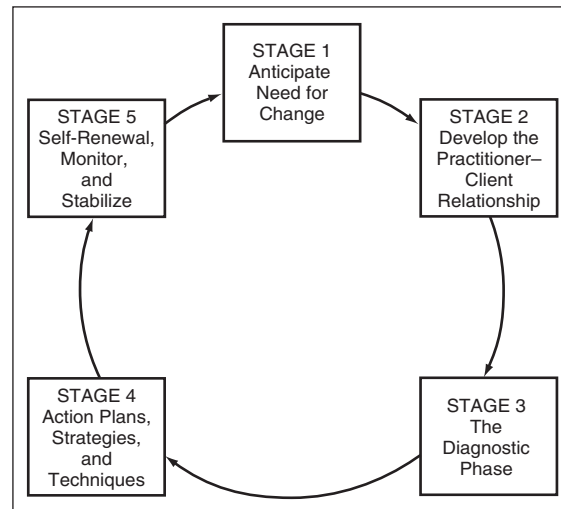 STAGE 1
Anticipate
Need for
Change
STAGE 2
Develop the
Practitioner–
Client
Relationship
STAGE 3
The
Diagnostic
Phase
STAGE 4
Action Plans,
Strategies,
and
Techniques
STAGE 5
Self-Renewal,
Monitor,
and
Stabilize